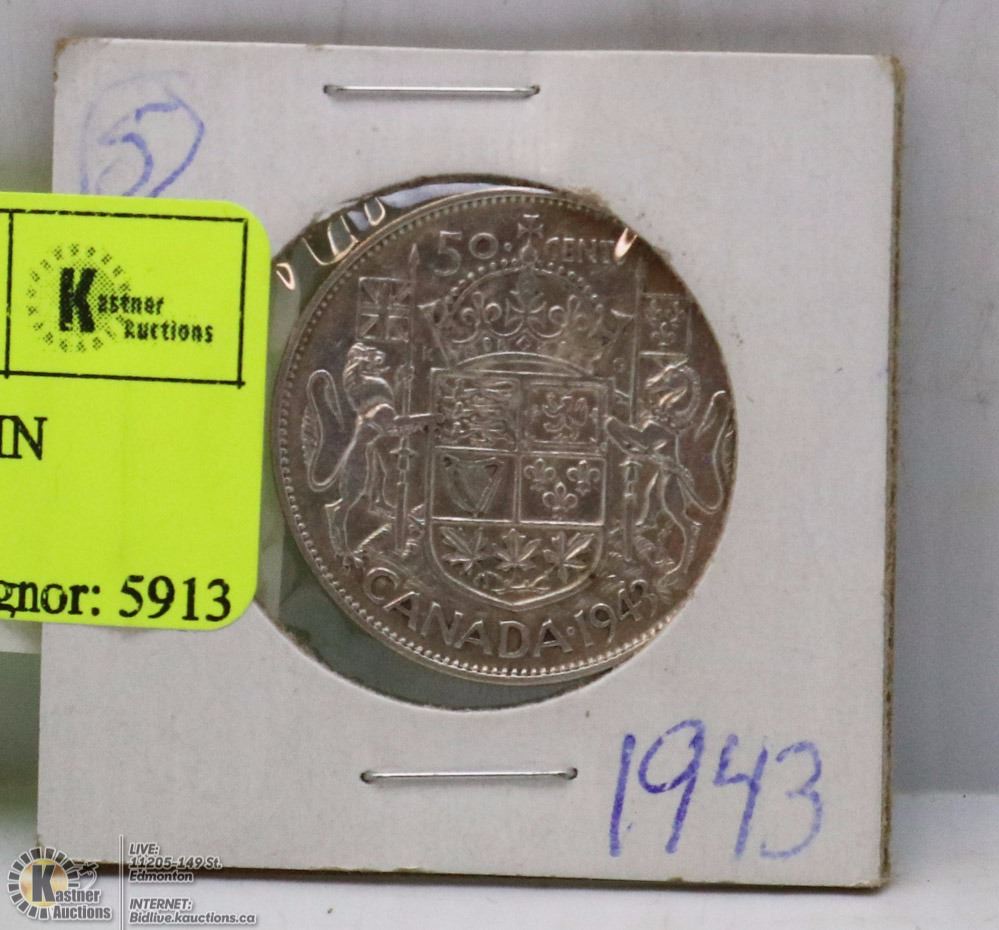 5
Kastner
Auctions
IN
gnor: 5913
50 CENTS
CANADA 1943
1943
LIVE:
11205-149 St.
Edmonton
Kastner
Auctions
INTERNET:
Bidlive.kauctions.ca